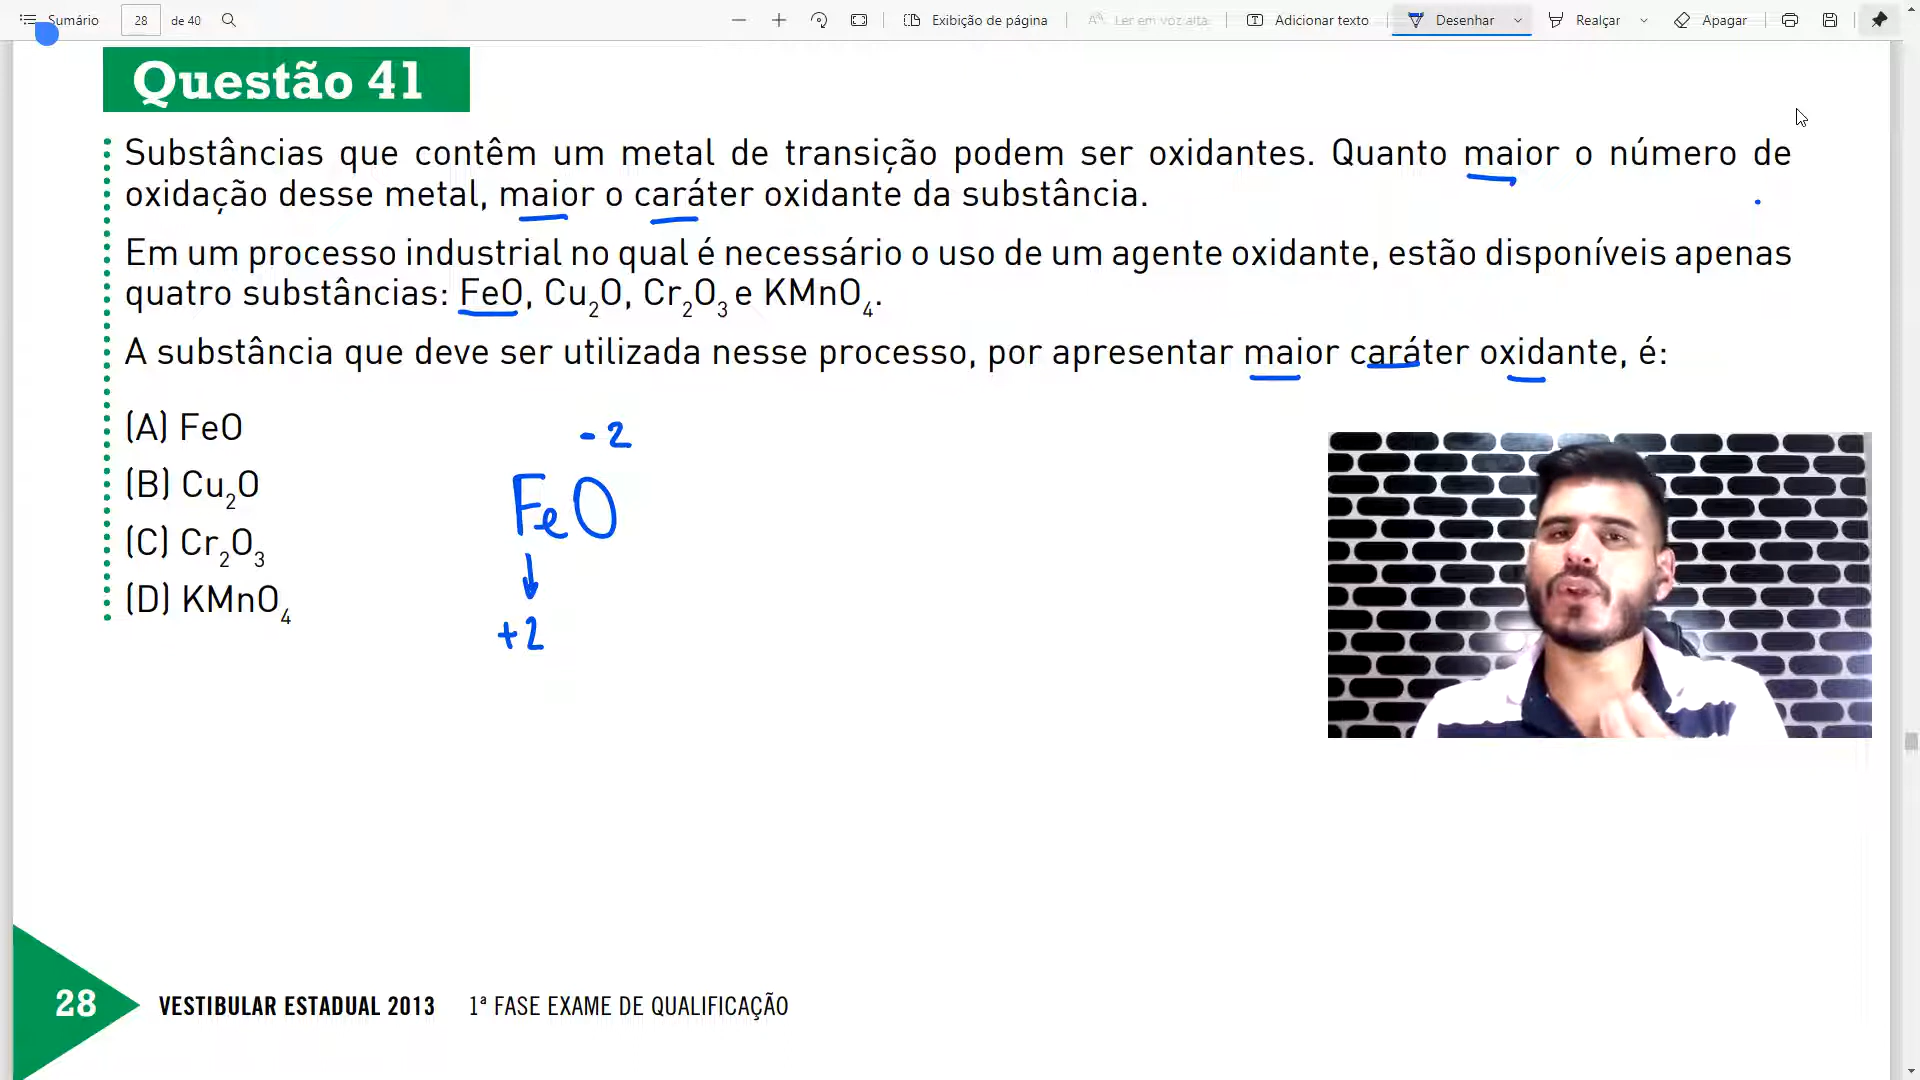 Sumário 28 de 40 Exibição de página Ler em voz alta Adicionar texto Desenhar Realçar Apagar
Questão 41
Substâncias que contêm um metal de transição podem ser oxidantes. Quanto maior o número de
oxidação desse metal, maior o caráter oxidante da substância.
Em um processo industrial no qual é necessário o uso de um agente oxidante, estão disponíveis apenas
quatro substâncias: FeO, Cu₂O, Cr₂O₃ e KMnO₄.
A substância que deve ser utilizada nesse processo, por apresentar maior caráter oxidante, é:
(A) FeO
(B) Cu₂O
(C) Cr₂O₃
(D) KMnO₄
-2
FeO
+2
28 VESTIBULAR ESTADUAL 2013 1ª FASE EXAME DE QUALIFICAÇÃO